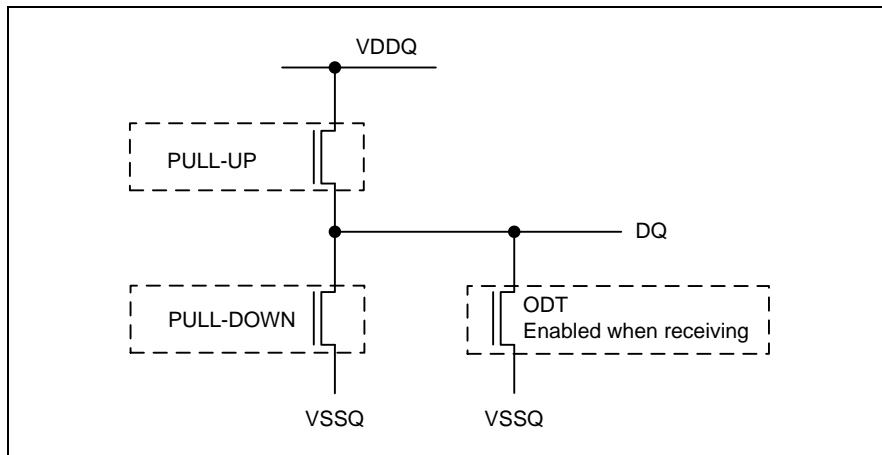 VDDQ
PULL-UP
DQ
PULL-DOWN
ODT
Enabled when receiving
VSSQ
VSSQ